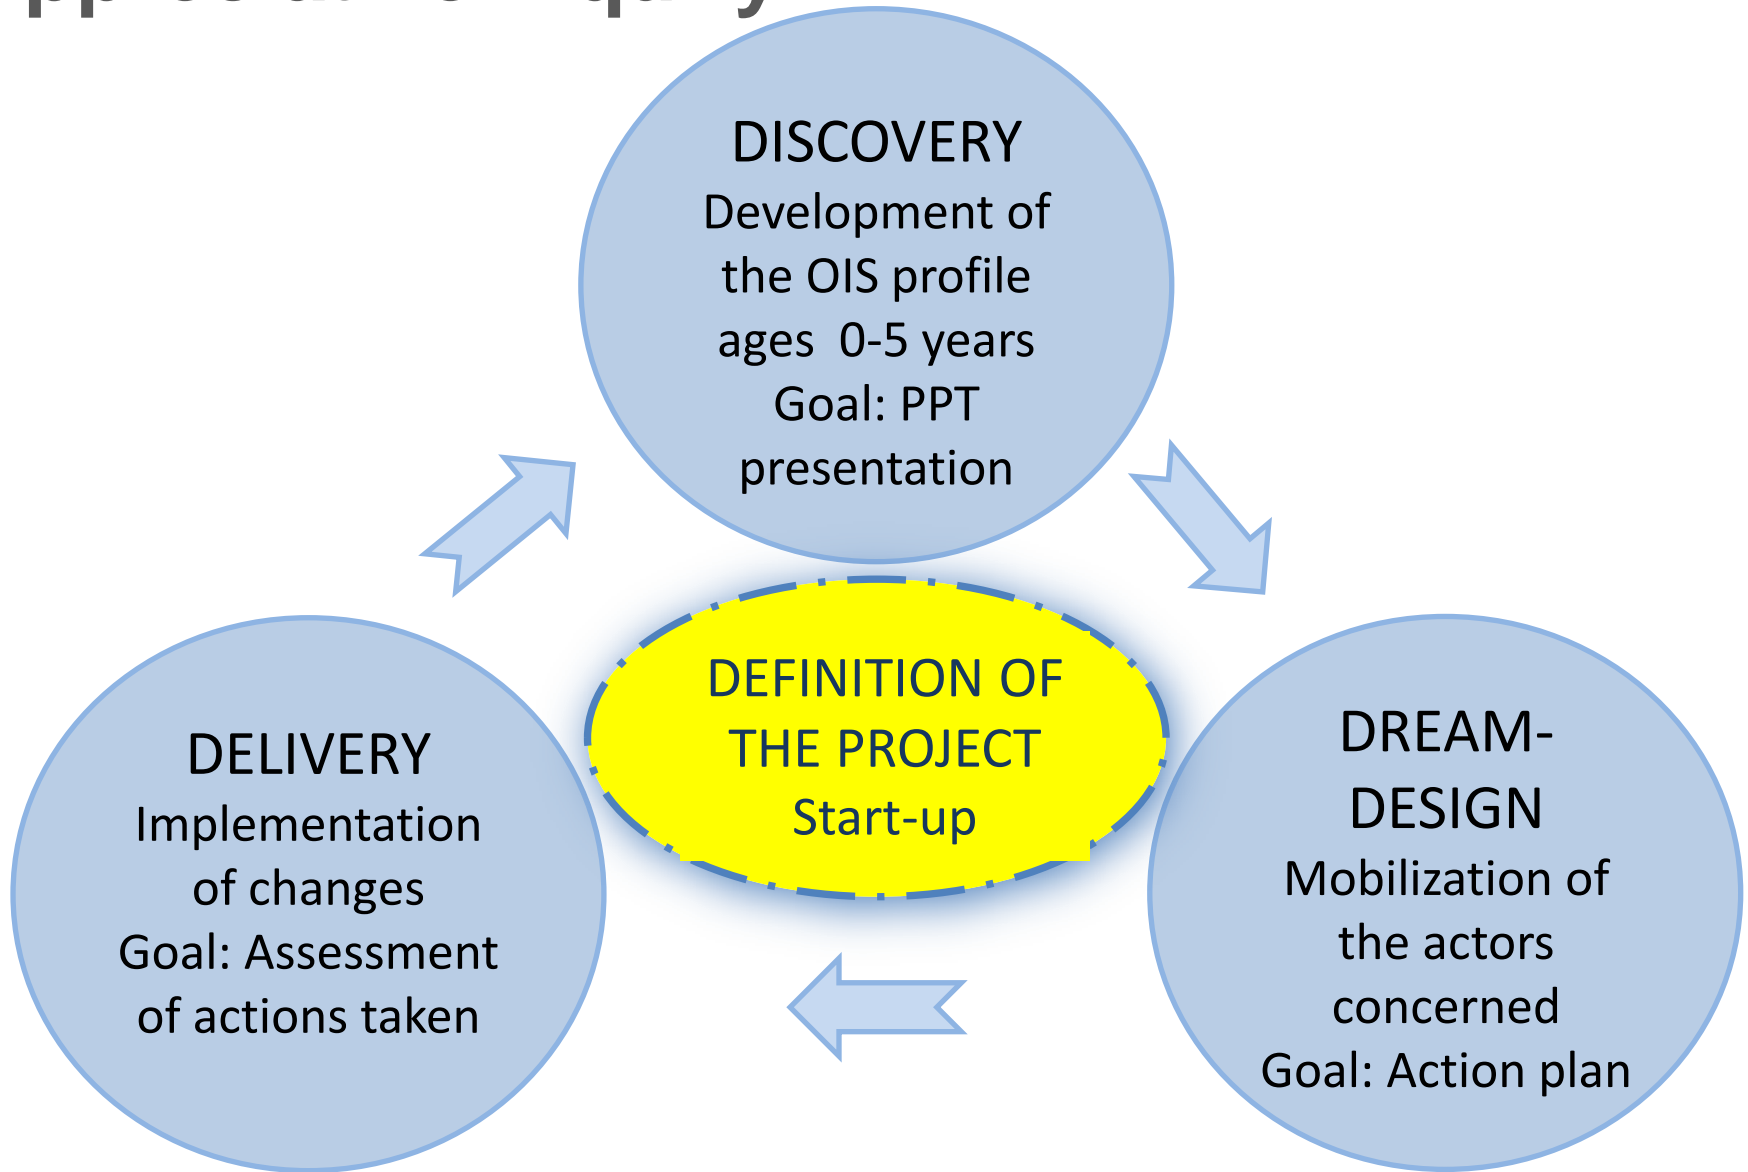 DISCOVERY
Development of
the OIS profile
ages 0-5 years
Goal: PPT
presentation
DEFINITION OF
THE PROJECT
Start-up
DREAM-
DESIGN
Mobilization of
the actors
concerned
Goal: Action plan
DELIVERY
Implementation
of changes
Goal: Assessment
of actions taken